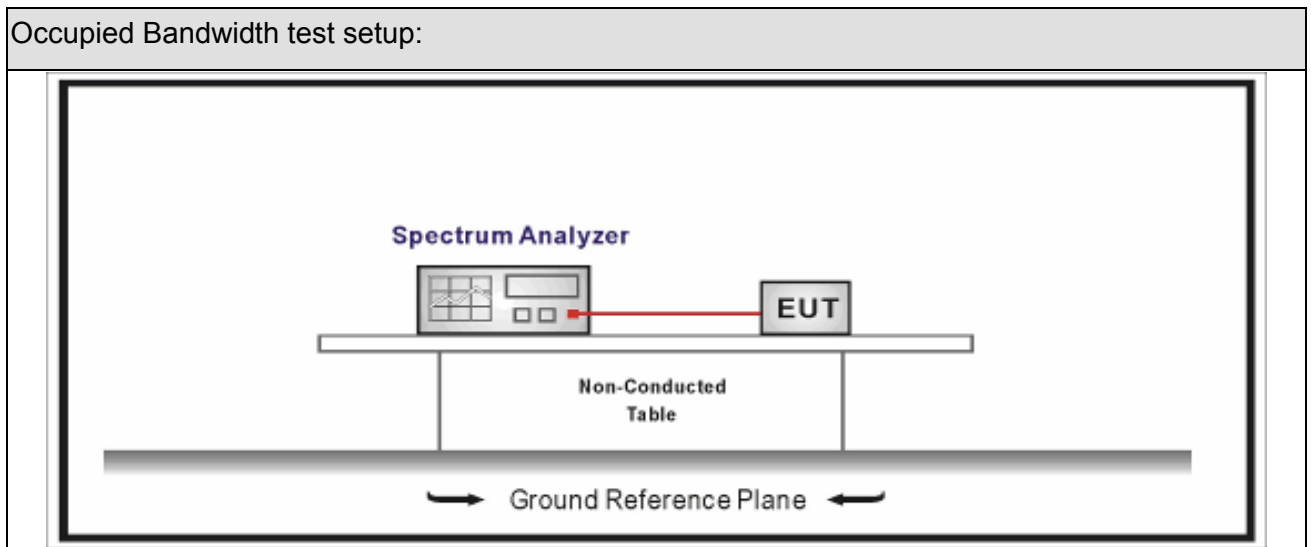 Occupied Bandwidth test setup:
Spectrum Analyzer
EUT
Non-Conducted
Table
Ground Reference Plane